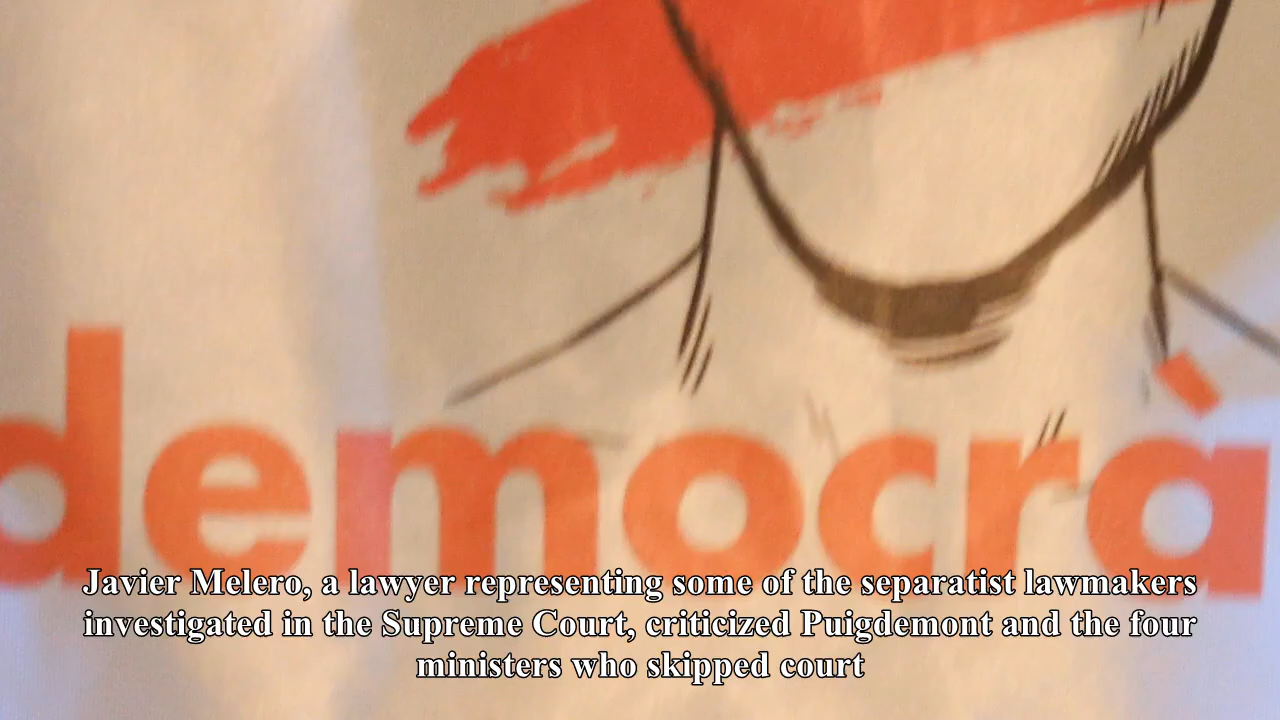 democrà
Javier Melero, a lawyer representing some of the separatist lawmakers
investigated in the Supreme Court, criticized Puigdemont and the four
ministers who skipped court